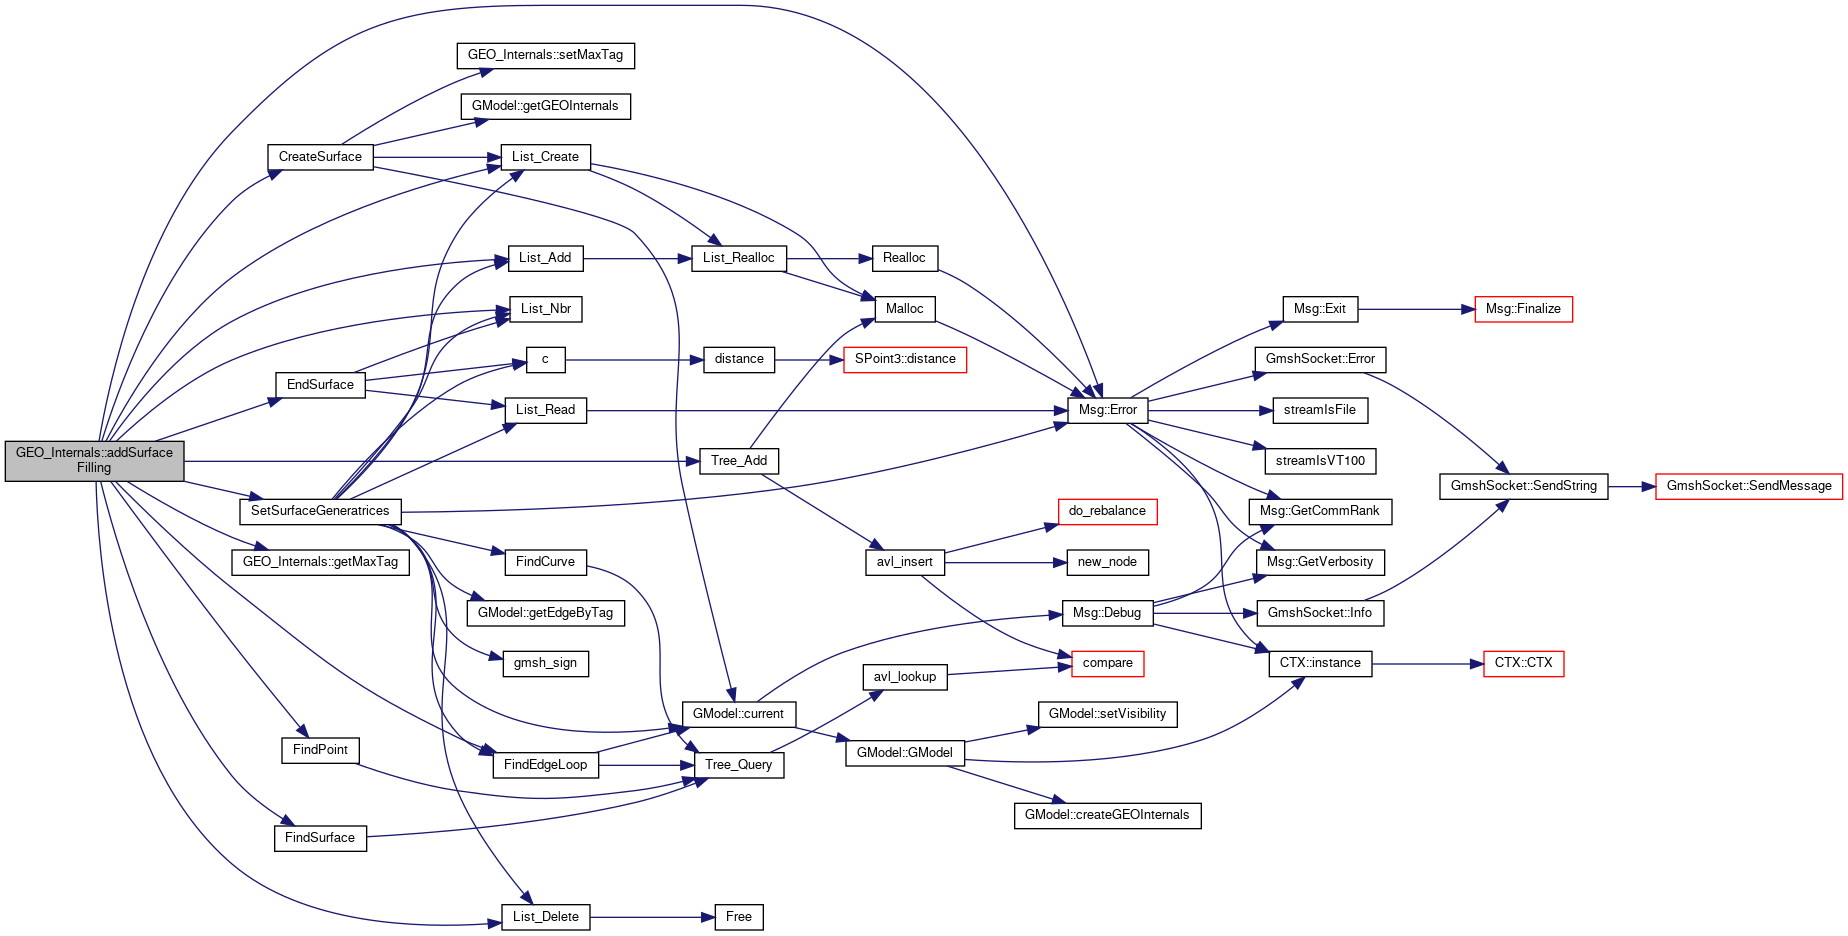 GEO_Internals::setMaxTag
GModel::getGEOInternals
CreateSurface
List_Create
List_Add
List_Realloc
Realloc
List_Nbr
Malloc
Msg::Exit
Msg::Finalize
c
distance
SPoint3::distance
GmshSocket::Error
EndSurface
List_Read
Msg::Error
streamIsFile
GEO_Internals::addSurface
Filling
Tree_Add
streamIsVT100
GmshSocket::SendString
GmshSocket::SendMessage
SetSurfaceGeneratrices
do_rebalance
Msg::GetCommRank
GEO_Internals::getMaxTag
FindCurve
avl_insert
new_node
Msg::GetVerbosity
GModel::getEdgeByTag
Msg::Debug
GmshSocket::Info
gmsh_sign
avl_lookup
compare
CTX::instance
CTX::CTX
GModel::current
GModel::setVisibility
FindPoint
FindEdgeLoop
Tree_Query
GModel::GModel
GModel::createGEOInternals
FindSurface
List_Delete
Free